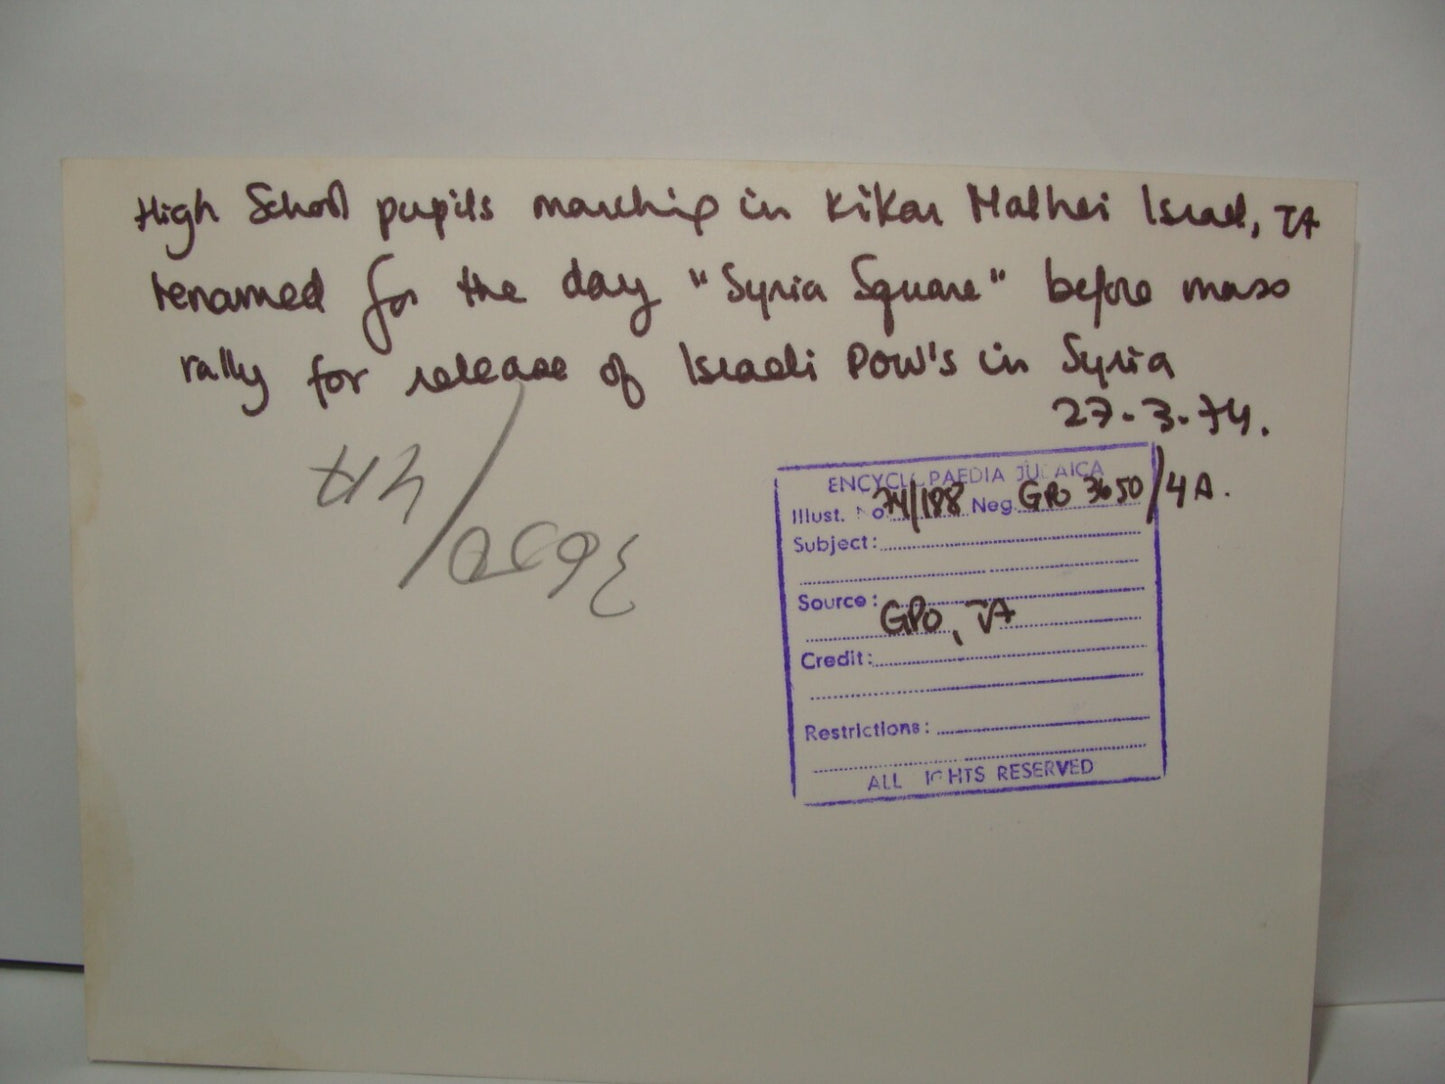 High School pupils marching in Kikar Malhei Israel, TA
renamed for the day "Syria Square" before mass
rally for release of Israeli POW's in Syria
27-3-74.
ENCYCLOPAEDIA JUDAICA
Illust. No 74/188 Neg. GPO 3650/4A.
Subject:
Source:
GPO, TA
Credit:
Restrictions:
ALL RIGHTS RESERVED
3650/4A